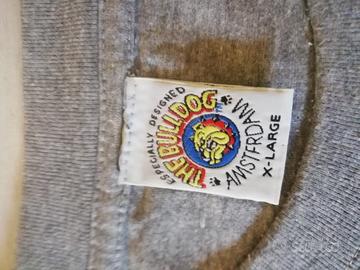 ESPECIALLY DESIGNED
THE BULLDOG
AMSTERDAM
X-LARGE